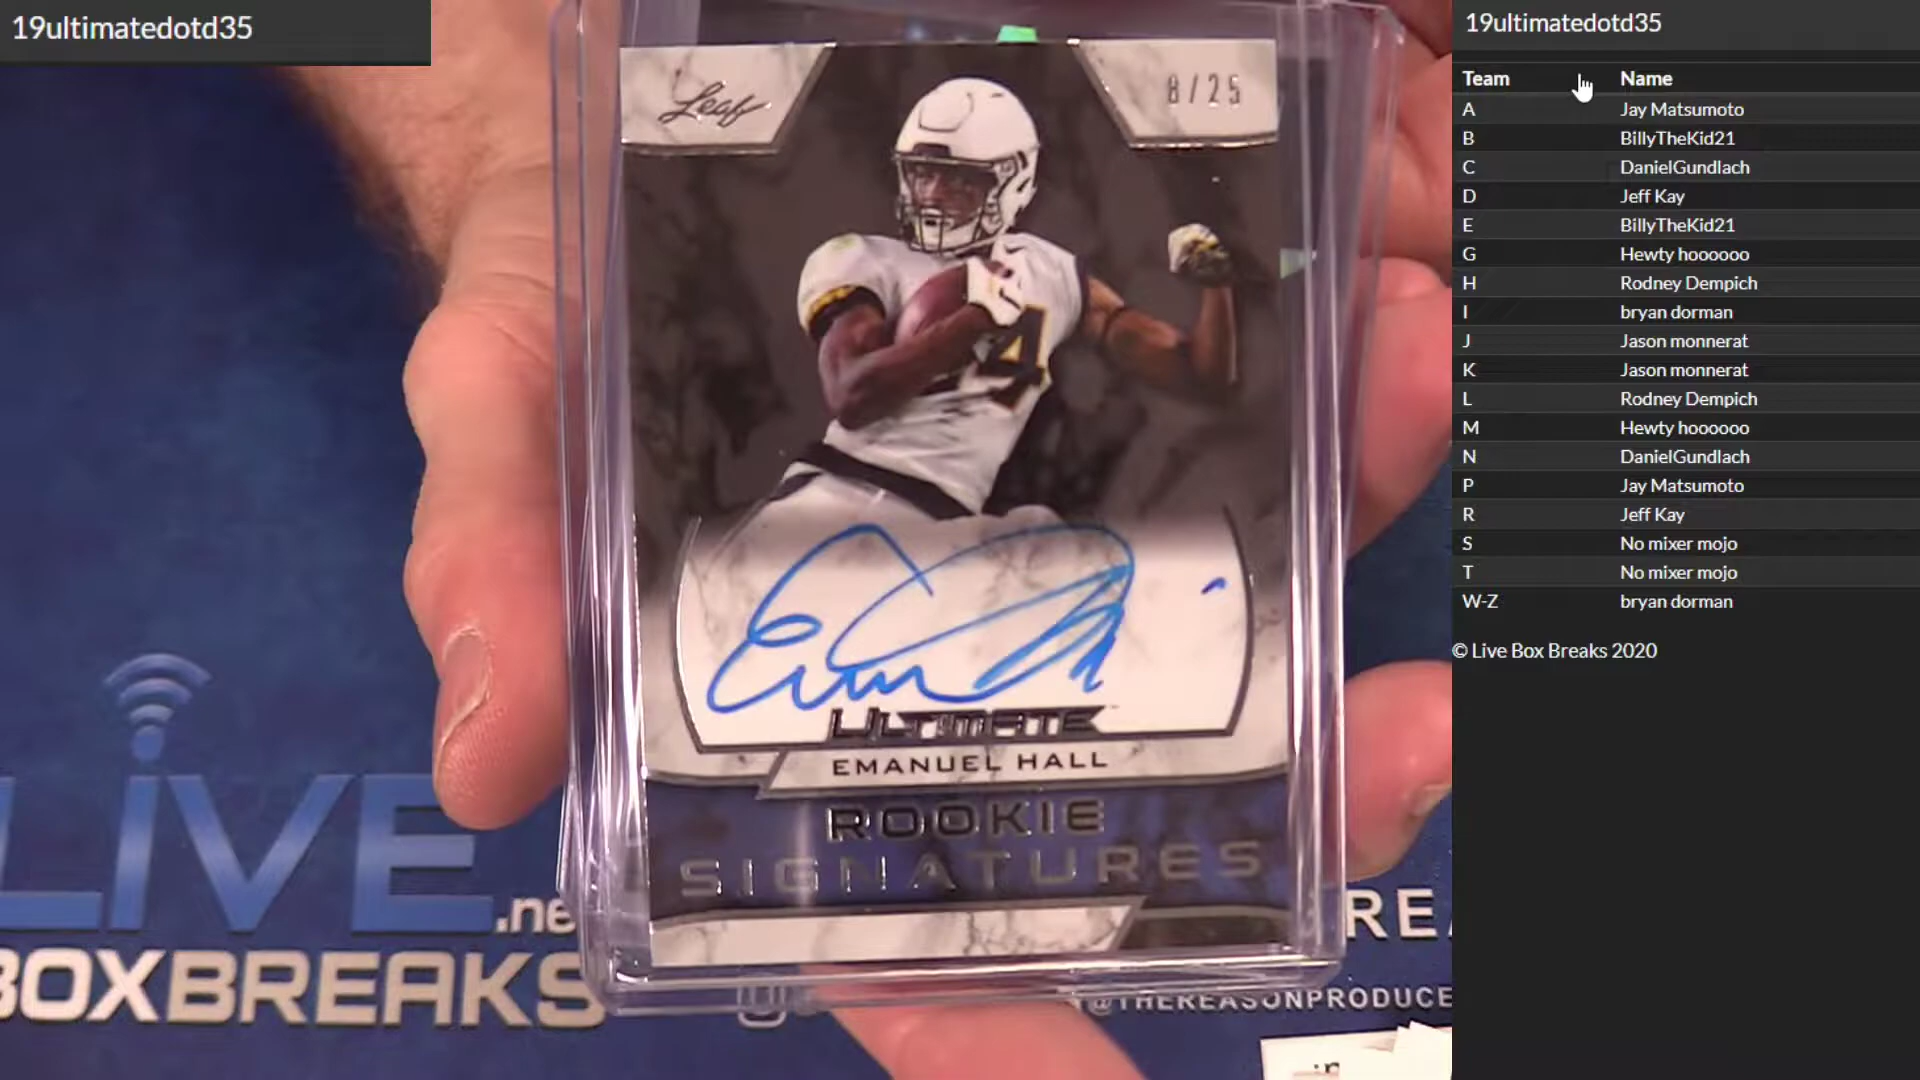 19ultimatedotd35
Leaf
8/25
4
ULTIMATE
EMANUEL HALL
ROOKIE
SIGNATURES
LIVE.ne
BOXBREAKS
REA
@THEREASONPRODUCE
19ultimatedotd35
Team Name
A Jay Matsumoto
B BillyTheKid21
C DanielGundlach
D Jeff Kay
E BillyTheKid21
G Hewty hoooooo
H Rodney Dempich
I bryan dorman
J Jason monnerat
K Jason monnerat
L Rodney Dempich
M Hewty hoooooo
N DanielGundlach
P Jay Matsumoto
R Jeff Kay
S No mixer mojo
T No mixer mojo
W-Z bryan dorman
© Live Box Breaks 2020